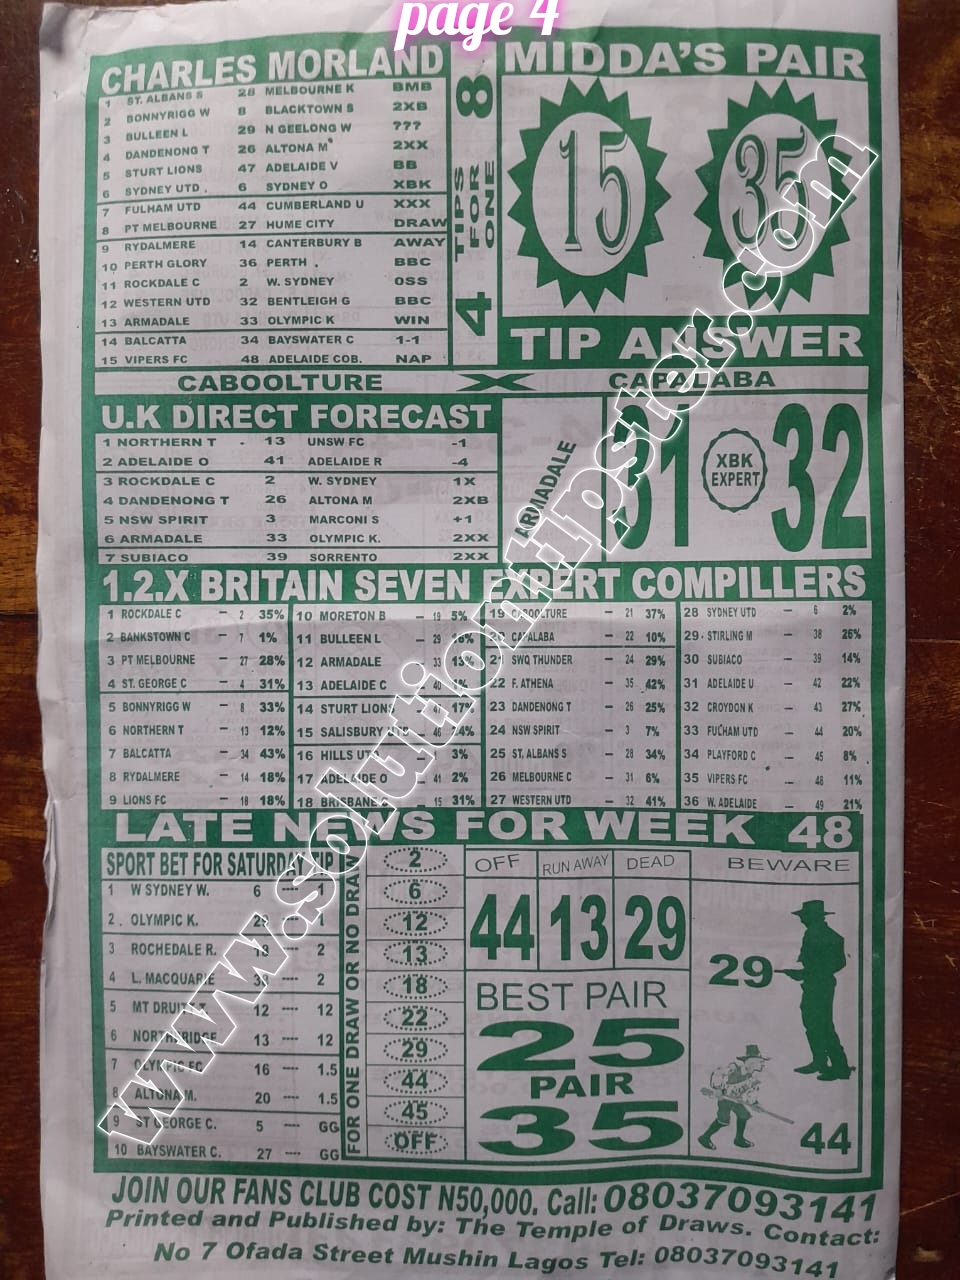 page 4
CHARLES MORLAND
1 ST. ALBANS S 28 MELBOURNE K BMB
2 BONNYRIGG W 8 BLACKTOWN S 2XB
3 BULLEEN L 29 N GEELONG W ???
4 DANDENONG T 26 ALTONA M 2XX
5 STURT LIONS 47 ADELAIDE V BB
6 SYDNEY UTD . 6 SYDNEY O XBK
7 FULHAM UTD 44 CUMBERLAND U XXX
8 PT MELBOURNE 27 HUME CITY DRAW
9 RYDALMERE 14 CANTERBURY B AWAY
10 PERTH GLORY 36 PERTH . BBC
11 ROCKDALE C 2 W. SYDNEY OSS
12 WESTERN UTD 32 BENTLEIGH G BBC
13 ARMADALE 33 OLYMPIC K WIN
14 BALCATTA 34 BAYSWATER C 1-1
15 VIPERS FC 48 ADELAIDE COB. NAP
4 TIPS FOR ONE 8
MIDDA'S PAIR
15 35
TIP ANSWER
CABOOLTURE X CAPALABA
U.K DIRECT FORECAST
1 NORTHERN T . 13 UNSW FC -1
2 ADELAIDE O 41 ADELAIDE R -4
3 ROCKDALE C 2 W. SYDNEY 1X
4 DANDENONG T 26 ALTONA M 2XB
5 NSW SPIRIT 3 MARCONI S +1
6 ARMADALE 33 OLYMPIC K. 2XX
7 SUBIACO 39 SORRENTO 2XX
ARMADALE
31 XBK EXPERT 32
1.2.X BRITAIN SEVEN EXPERT COMPILLERS
1 ROCKDALE C - 2 35%
2 BANKSTOWN C - 7 1%
3 PT MELBOURNE - 27 28%
4 ST. GEORGE C - 4 31%
5 BONNYRIGG W - 8 33%
6 NORTHERN T - 13 12%
7 BALCATTA - 34 43%
8 RYDALMERE - 14 18%
9 LIONS FC - 18 18%
10 MORETON B - 19 5%
11 BULLEEN L - 29
12 ARMADALE 33 13%
13 ADELAIDE C - 40
14 STURT LIONS 47 17%
15 SALISBURY UTD 46
16 HILLS UTD 3%
17 ADELAIDE O - 41 2%
18 BRISBANE C - 15 31%
19 CABOOLTURE - 21 37%
20 CAPALABA - 22 10%
21 SWQ THUNDER - 24 29%
22 F. ATHENA - 35 42%
23 DANDENONG T - 26 25%
24 NSW SPIRIT - 3 7%
25 ST. ALBANS S - 28 34%
26 MELBOURNE C - 31 6%
27 WESTERN UTD - 32 41%
28 SYDNEY UTD - 6 2%
29 STIRLING M - 38 26%
30 SUBIACO - 39 14%
31 ADELAIDE U - 42 22%
32 CROYDON K - 43 27%
33 FULHAM UTD - 44 20%
34 PLAYFORD C - 45 8%
35 VIPERS FC - 48 11%
36 W. ADELAIDE - 49 21%
LATE NEWS FOR WEEK 48
SPORT BET FOR SATURDAY TIP
1 W SYDNEY W. 6 ---- 1
2 . OLYMPIC K. 29 ---- 1
3 ROCHEDALE R. 18 --- 2
4 L. MACQUARIE --- 2
5 MT DRUITT T 12 --- 12
6 NORTHBRIDGE 13 ---- 12
7 OLYMPIC FC 16 ---- 1.5
8 ALTONA M. 20 ---- 1.5
9 ST GEORGE C. 5 ---- GG
10 BAYSWATER C. 27 ---- GG
FOR ONE DRAW OR NO DRAW
2
6
12
13
18
22
29
44
45
OFF
OFF RUN AWAY DEAD
44 13 29
BEST PAIR
25
PAIR
35
BEWARE
29
44
JOIN OUR FANS CLUB COST N50,000. Call: 08037093141
Printed and Published by: The Temple of Draws. Contact:
No 7 Ofada Street Mushin Lagos Tel: 08037093141
www.solutiontipster.com